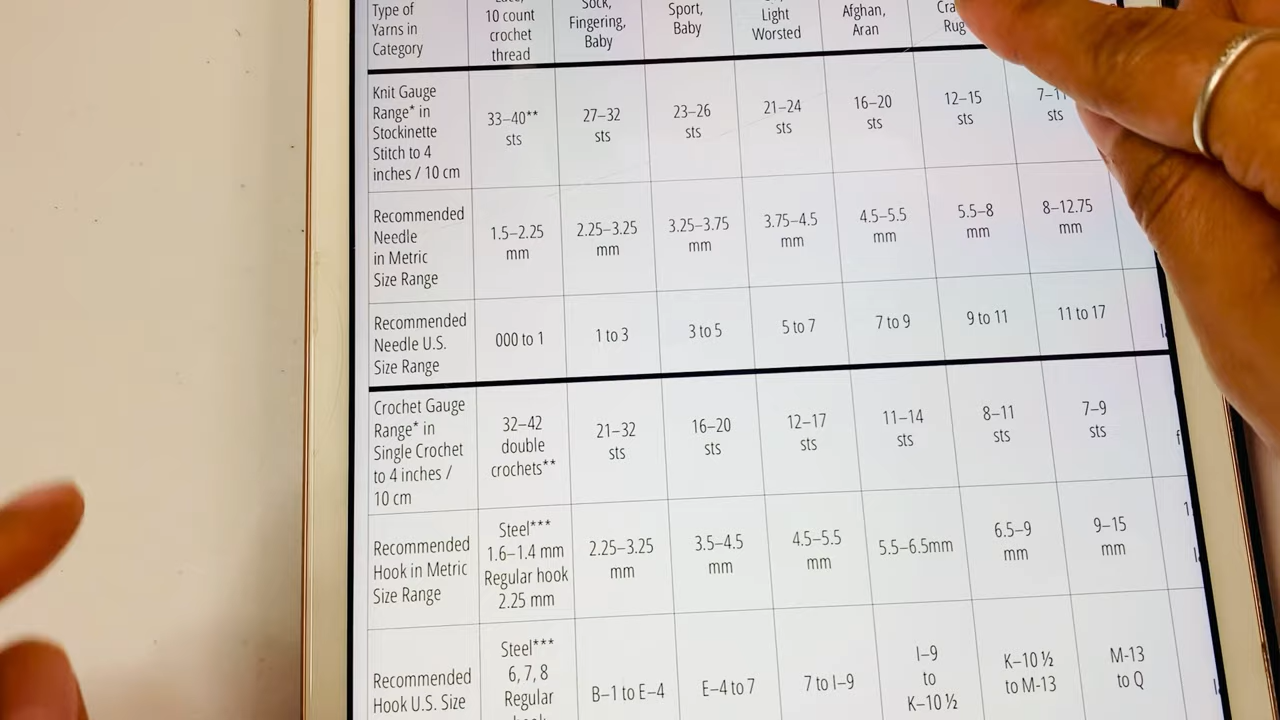 Type of
Yarns in
Category
10 count
crochet
thread
Sock,
Fingering,
Baby
Sport,
Baby
Light
Worsted
Afghan,
Aran
Rug
Knit Gauge
Range* in
Stockinette
Stitch to 4
inches / 10 cm
33–40**
sts
27–32
sts
23–26
sts
21–24
sts
16–20
sts
12–15
sts
sts
Recommended
Needle
in Metric
Size Range
1.5–2.25
mm
2.25–3.25
mm
3.25–3.75
mm
3.75–4.5
mm
4.5–5.5
mm
5.5–8
mm
8–12.75
mm
Recommended
Needle U.S.
Size Range
000 to 1
1 to 3
3 to 5
5 to 7
7 to 9
9 to 11
11 to 17
Crochet Gauge
Range* in
Single Crochet
to 4 inches /
10 cm
32–42
double
crochets**
21–32
sts
16–20
sts
12–17
sts
11–14
sts
8–11
sts
7–9
sts
Recommended
Hook in Metric
Size Range
Steel***
1.6–1.4 mm
Regular hook
2.25 mm
2.25–3.25
mm
3.5–4.5
mm
4.5–5.5
mm
5.5–6.5mm
6.5–9
mm
9–15
mm
Recommended
Hook U.S. Size
Steel***
6, 7, 8
Regular
B–1 to E–4
E–4 to 7
7 to I–9
I–9
to
K–10 ½
K–10 ½
to M-13
M-13
to Q